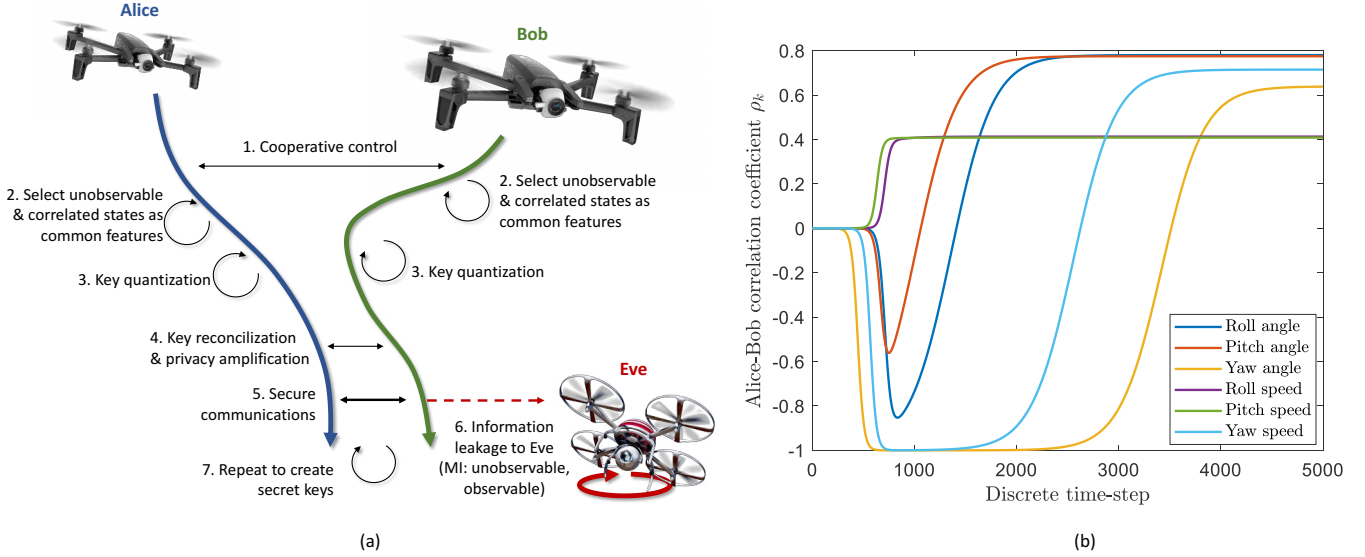 Alice
Bob
1. Cooperative control
2. Select unobservable
& correlated states as
common features
2. Select unobservable
& correlated states as
common features
3. Key quantization
3. Key quantization
4. Key reconcilization
& privacy amplification
5. Secure
communications
Eve
6. Information
leakage to Eve
(MI: unobservable,
observable)
7. Repeat to create
secret keys
(a)
Alice-Bob correlation coefficient ρk
0.8
0.6
0.4
0.2
0
-0.2
-0.4
-0.6
-0.8
-1
0
1000
2000
3000
4000
5000
Discrete time-step
Roll angle
Pitch angle
Yaw angle
Roll speed
Pitch speed
Yaw speed
(b)